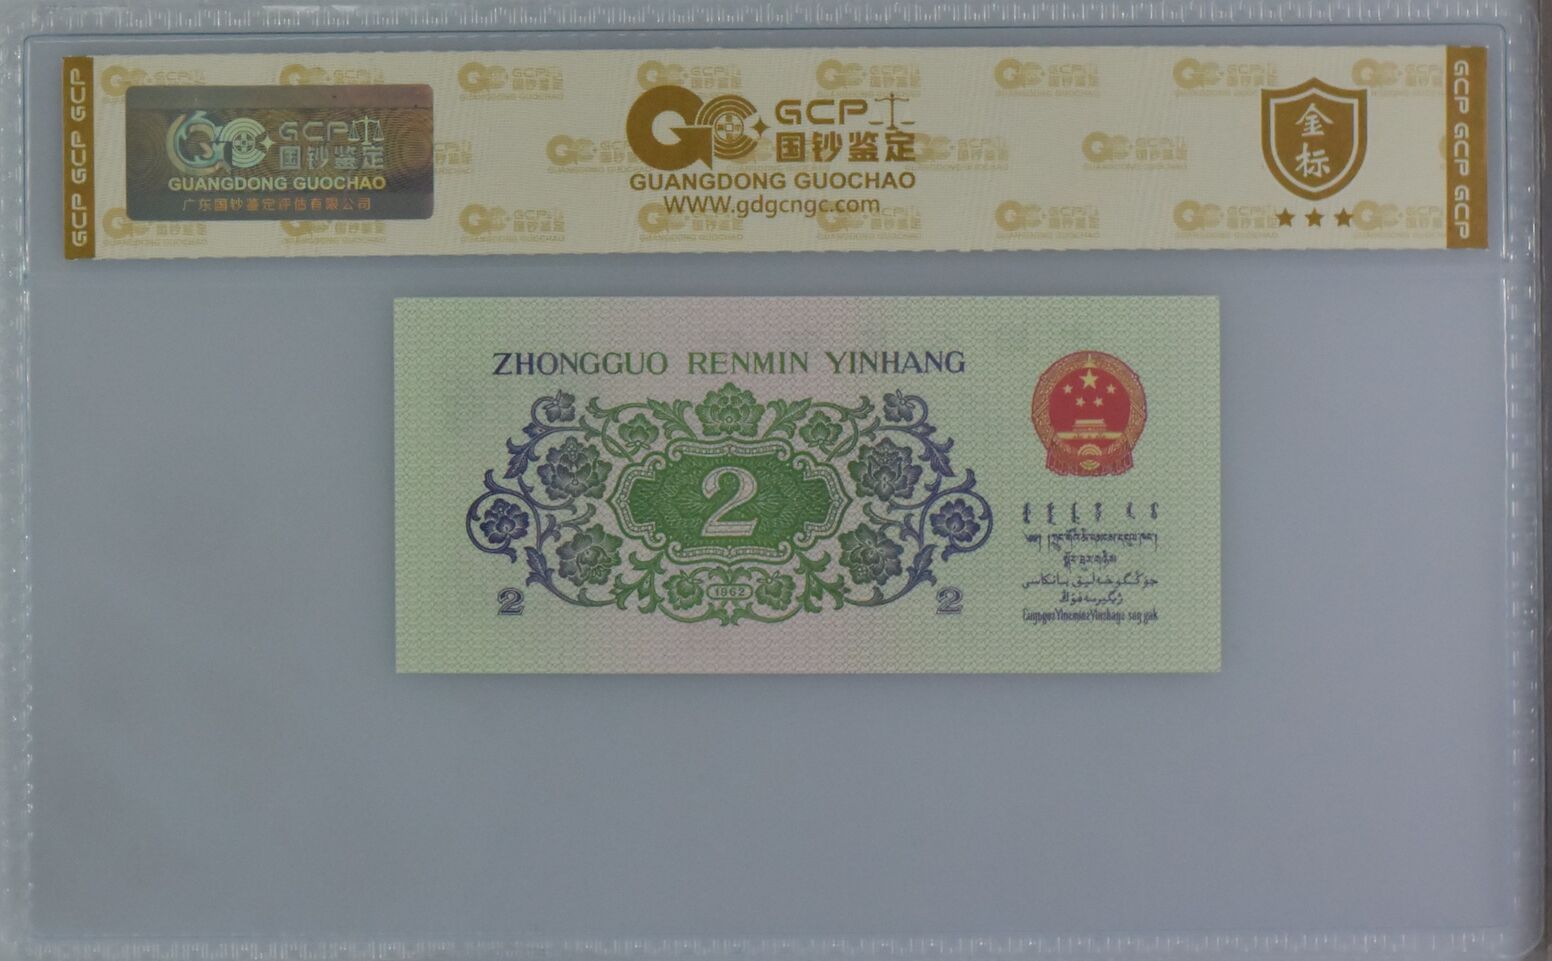 GCP GCP GCP
GCP
国钞鉴定
GUANGDONG GUOCHAO
广东国钞鉴定评估有限公司
GCP
国钞鉴定
GUANGDONG GUOCHAO
WWW.gdgcngc.com
金标
GCP GCP GCP
ZHONGGUO RENMIN YINHANG
2
1962
2
2